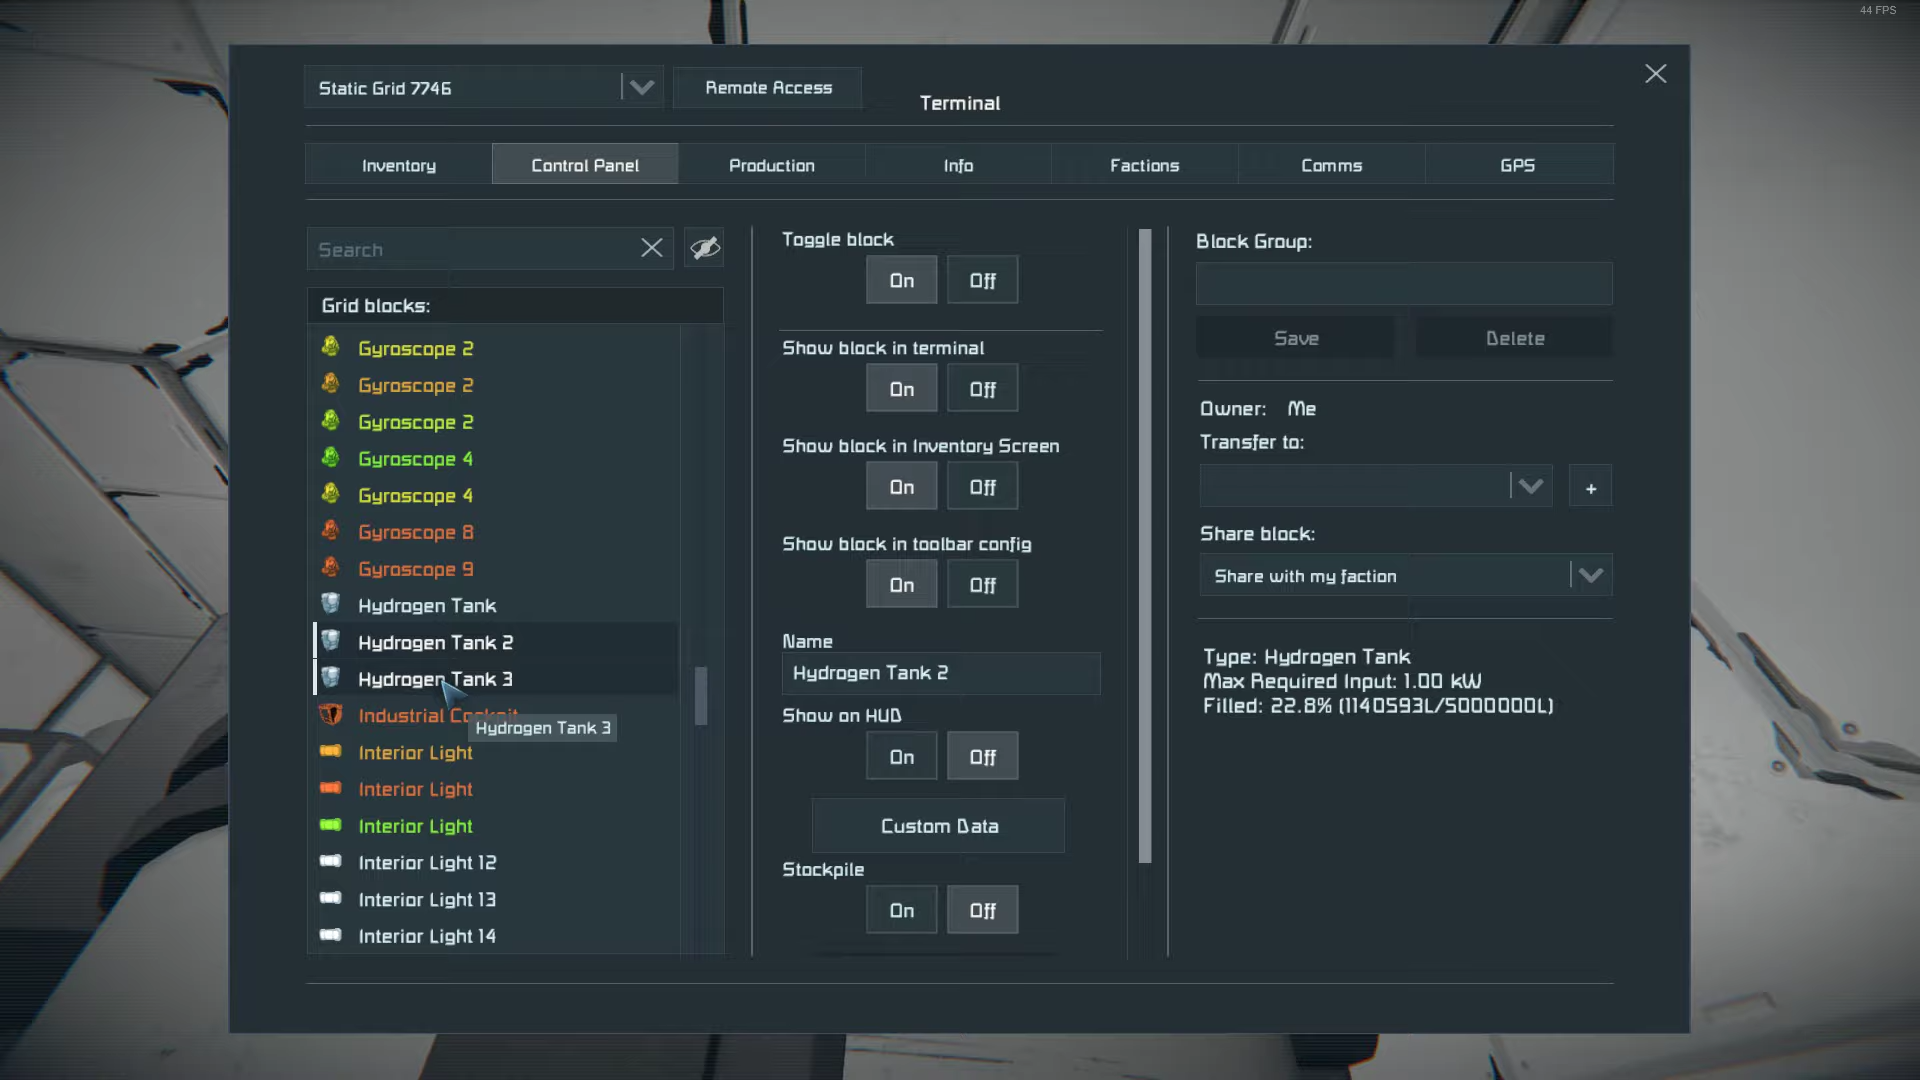 44 FPS
Static Grid 7746
Remote Access
Terminal
Inventory
Control Panel
Production
Info
Factions
Comms
GPS
Search
Grid blocks:
Gyroscope 2
Gyroscope 2
Gyroscope 2
Gyroscope 4
Gyroscope 4
Gyroscope 8
Gyroscope 9
Hydrogen Tank
Hydrogen Tank 2
Hydrogen Tank 3
Industrial Cockpit
Hydrogen Tank 3
Interior Light
Interior Light
Interior Light
Interior Light 12
Interior Light 13
Interior Light 14
Toggle block
On Off
Show block in terminal
On Off
Show block in Inventory Screen
On Off
Show block in toolbar config
On Off
Name
Hydrogen Tank 2
Show on HUD
On Off
Custom Data
Stockpile
On Off
Block Group:
Save Delete
Owner: Me
Transfer to:
+
Share block:
Share with my faction
Type: Hydrogen Tank
Max Required Input: 1.00 kW
Filled: 22.8% (1140593L/5000000L)